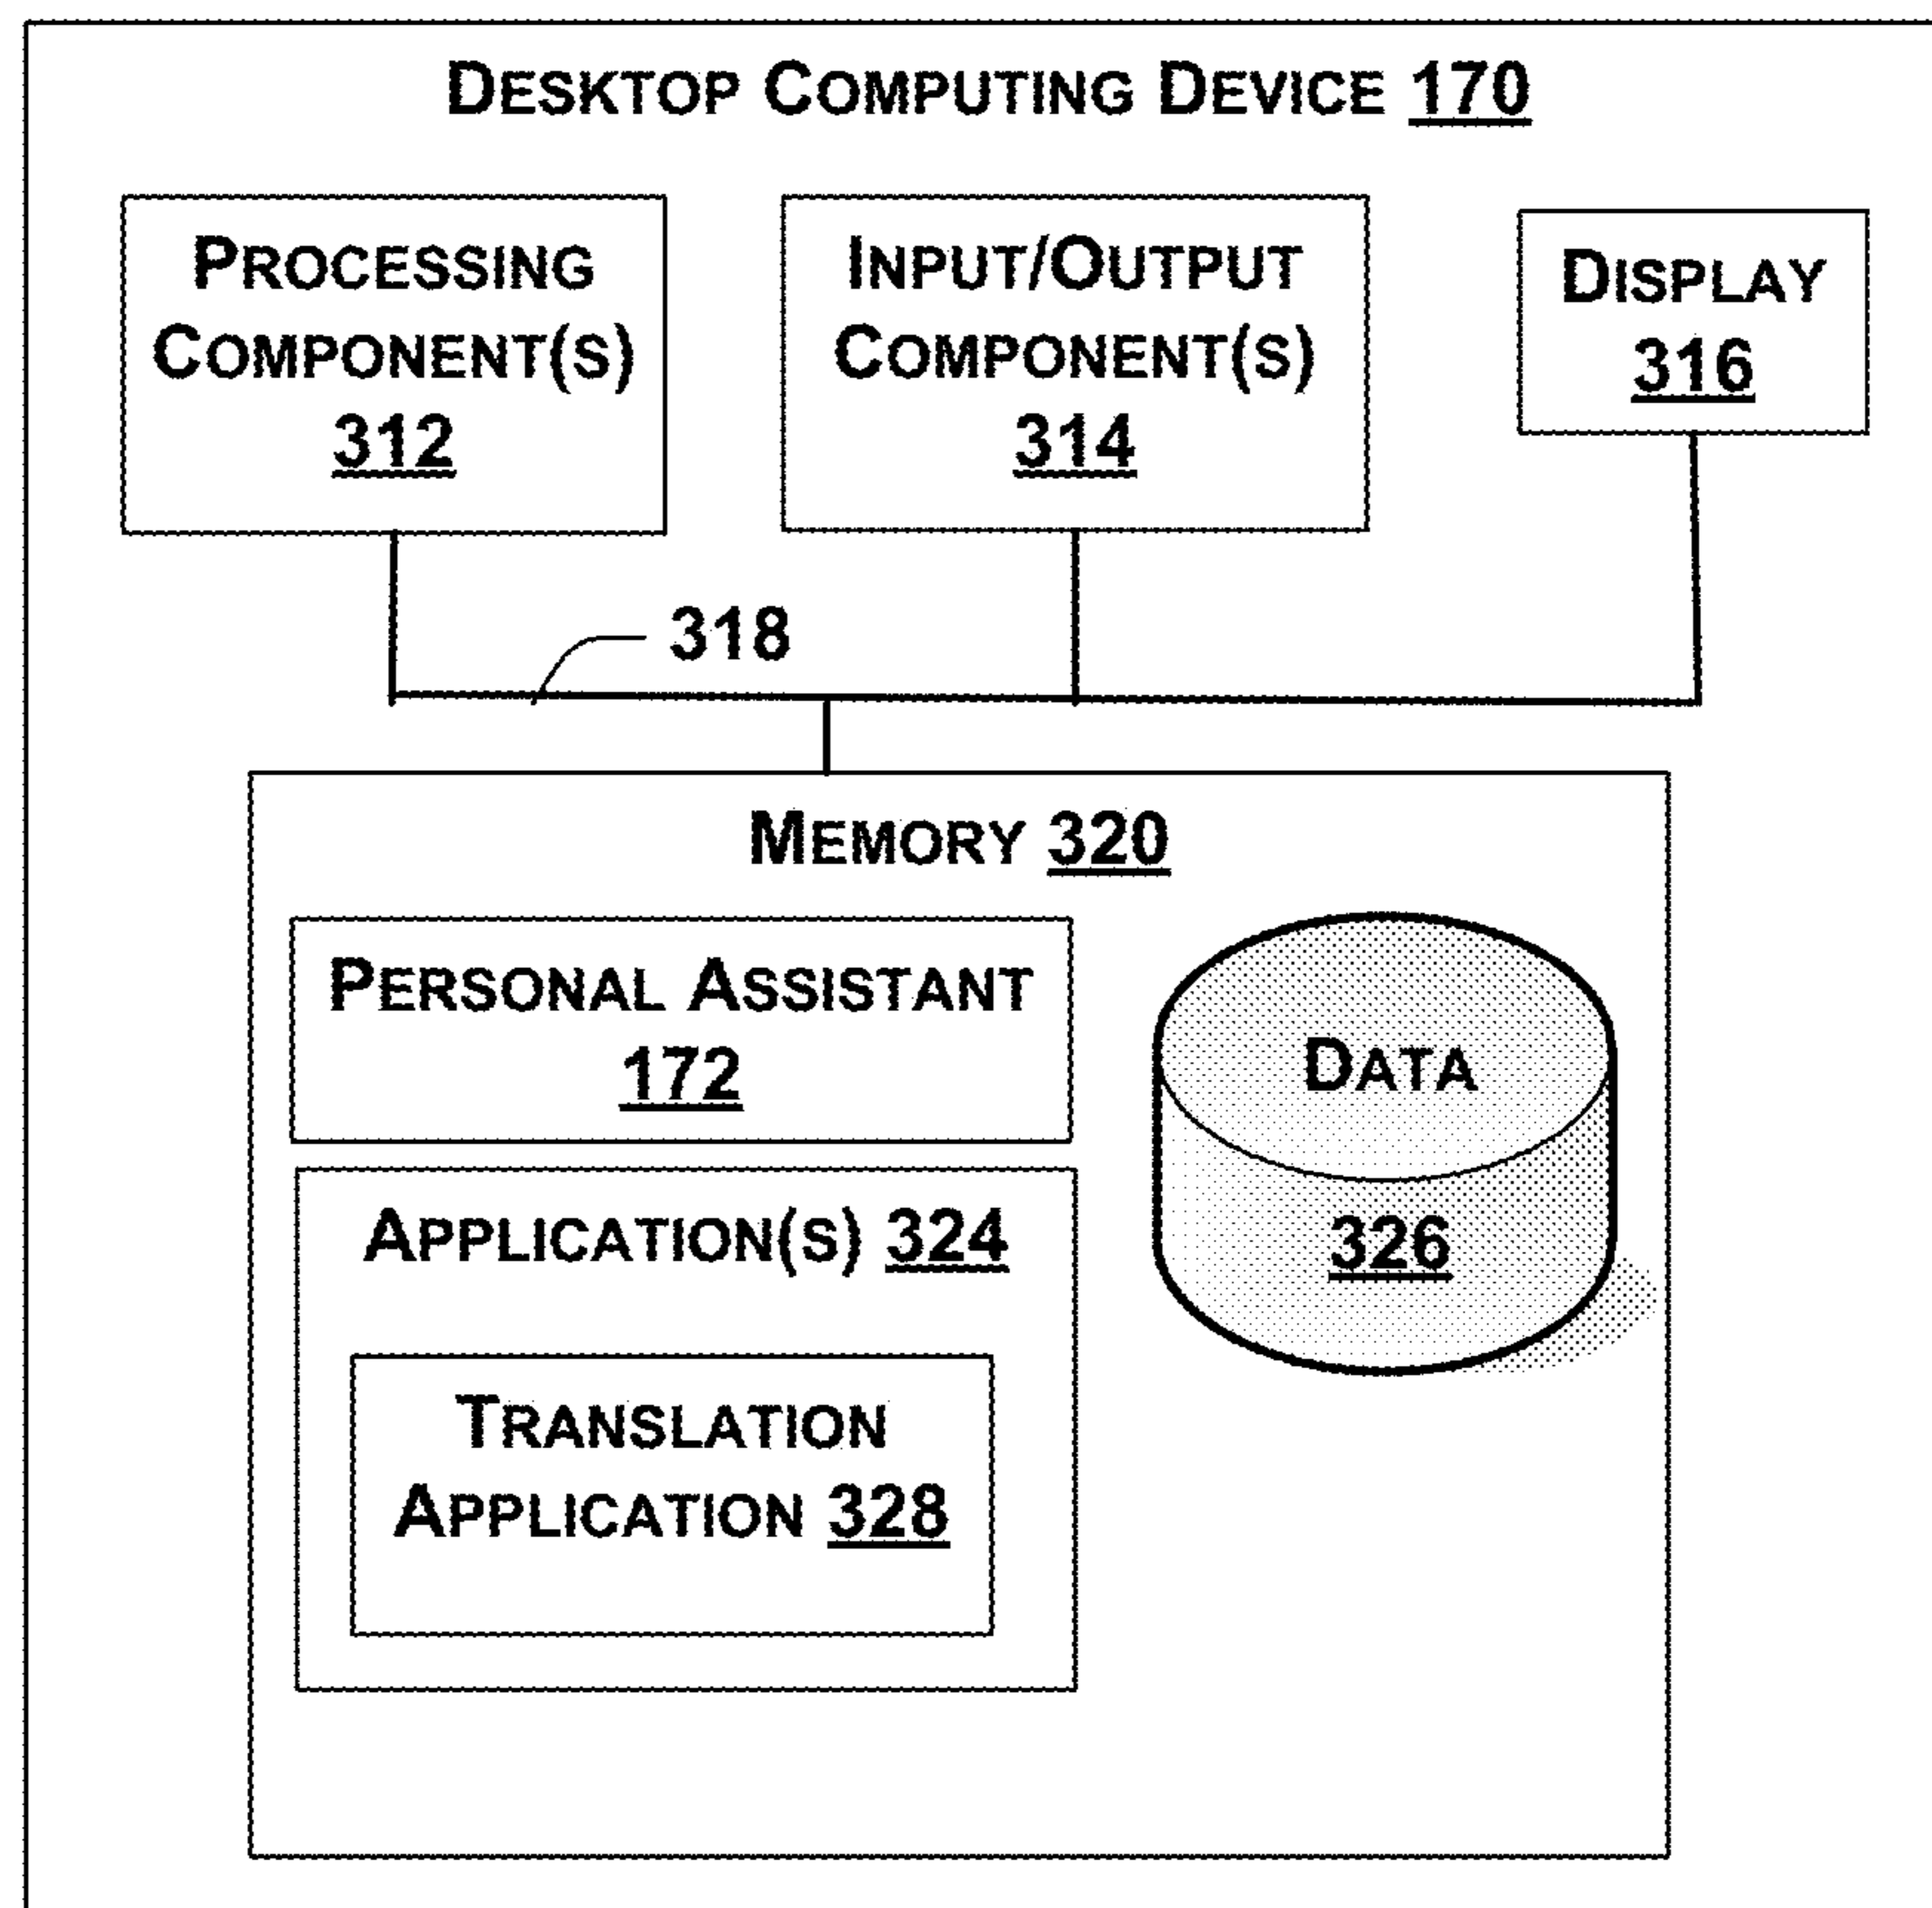 DESKTOP COMPUTING DEVICE 170
PROCESSING
COMPONENT(S)
312
INPUT/OUTPUT
COMPONENT(S)
314
DISPLAY
316
318
MEMORY 320
PERSONAL ASSISTANT
172
DATA
326
APPLICATION(S) 324
TRANSLATION
APPLICATION 328